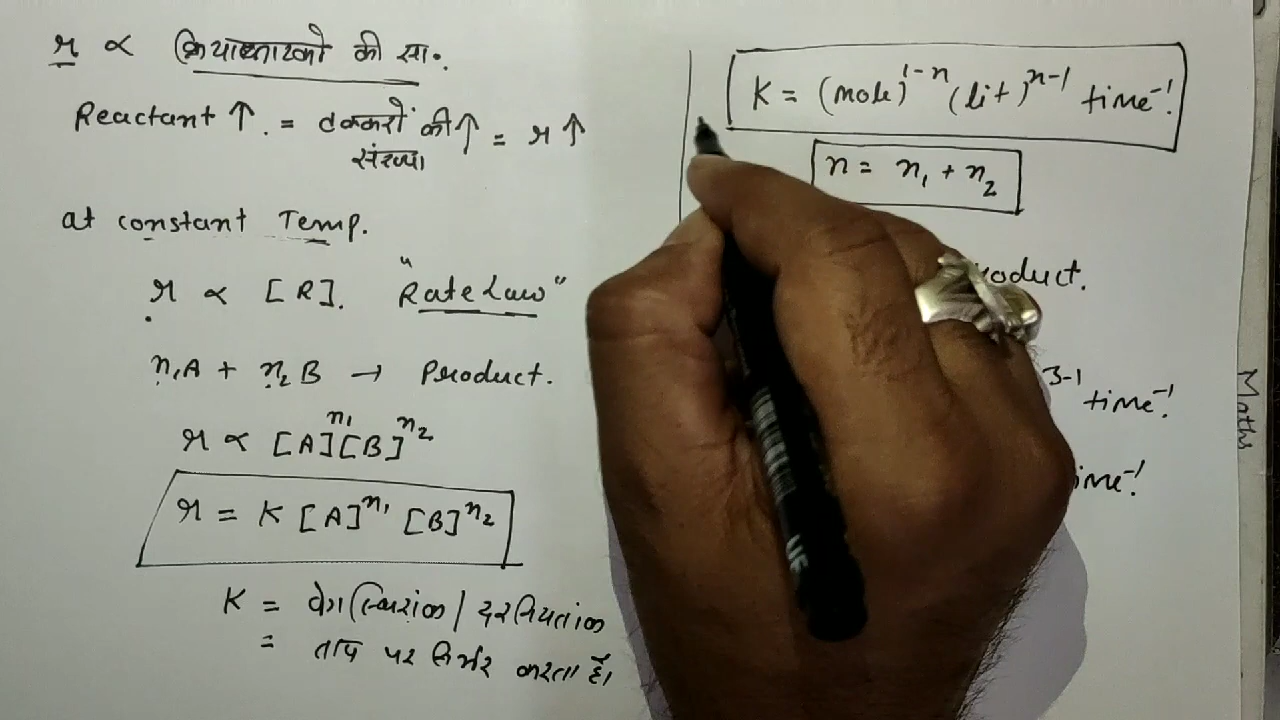 r ∝ क्रियाकारको की सा॰.
Reactant ↑. = टक्करों की ↑ = r ↑
संख्या
at constant Temp.
r ∝ [R]. "Rate Law"
n₁A + n₂B → Product.
r ∝ [A]^n₁ [B]^n₂
r = K [A]^n₁ [B]^n₂
K = वेग स्थिरांक / दर नियतांक
= ताप पर निर्भर करता है।
K = (mole)^1-n (lit)^n-1 time^-1.
n = n₁ + n₂
roduct.
3-1 time^-1.
ime^-1.
Maths